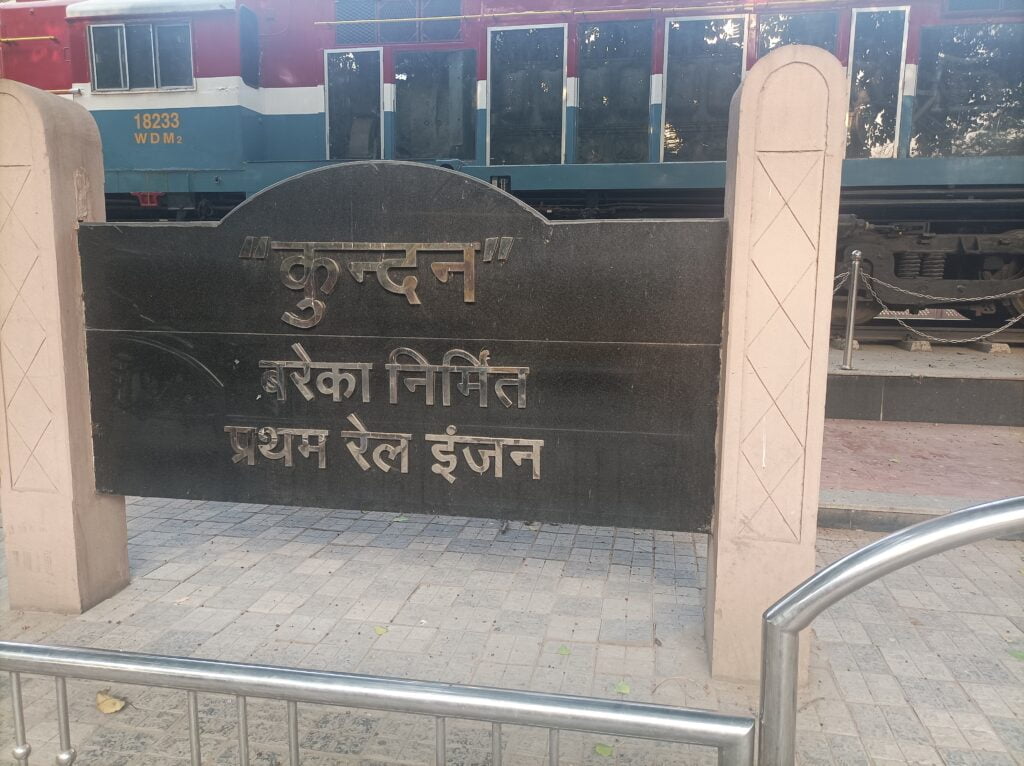 18233
WDM2
"कुन्दन"
बरेका निर्मित
प्रथम रेल इंजन